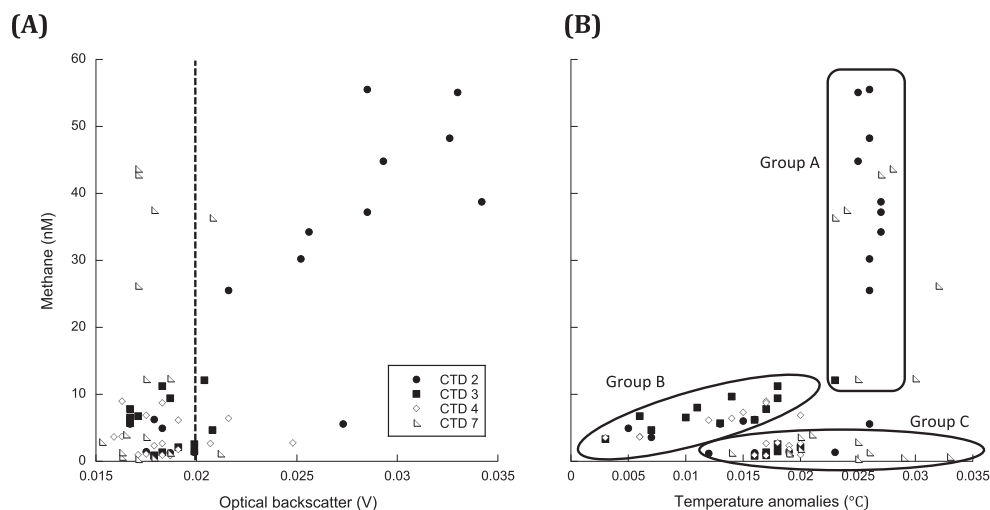 (A)
(B)
60
50
40
30
20
10
0
Methane (nM)
0.015
0.02
0.025
0.03
0.035
Optical backscatter (V)
CTD 2
CTD 3
CTD 4
CTD 7
Group A
Group B
Group C
0
0.005
0.01
0.015
0.02
0.025
0.03
0.035
Temperature anomalies (°C)